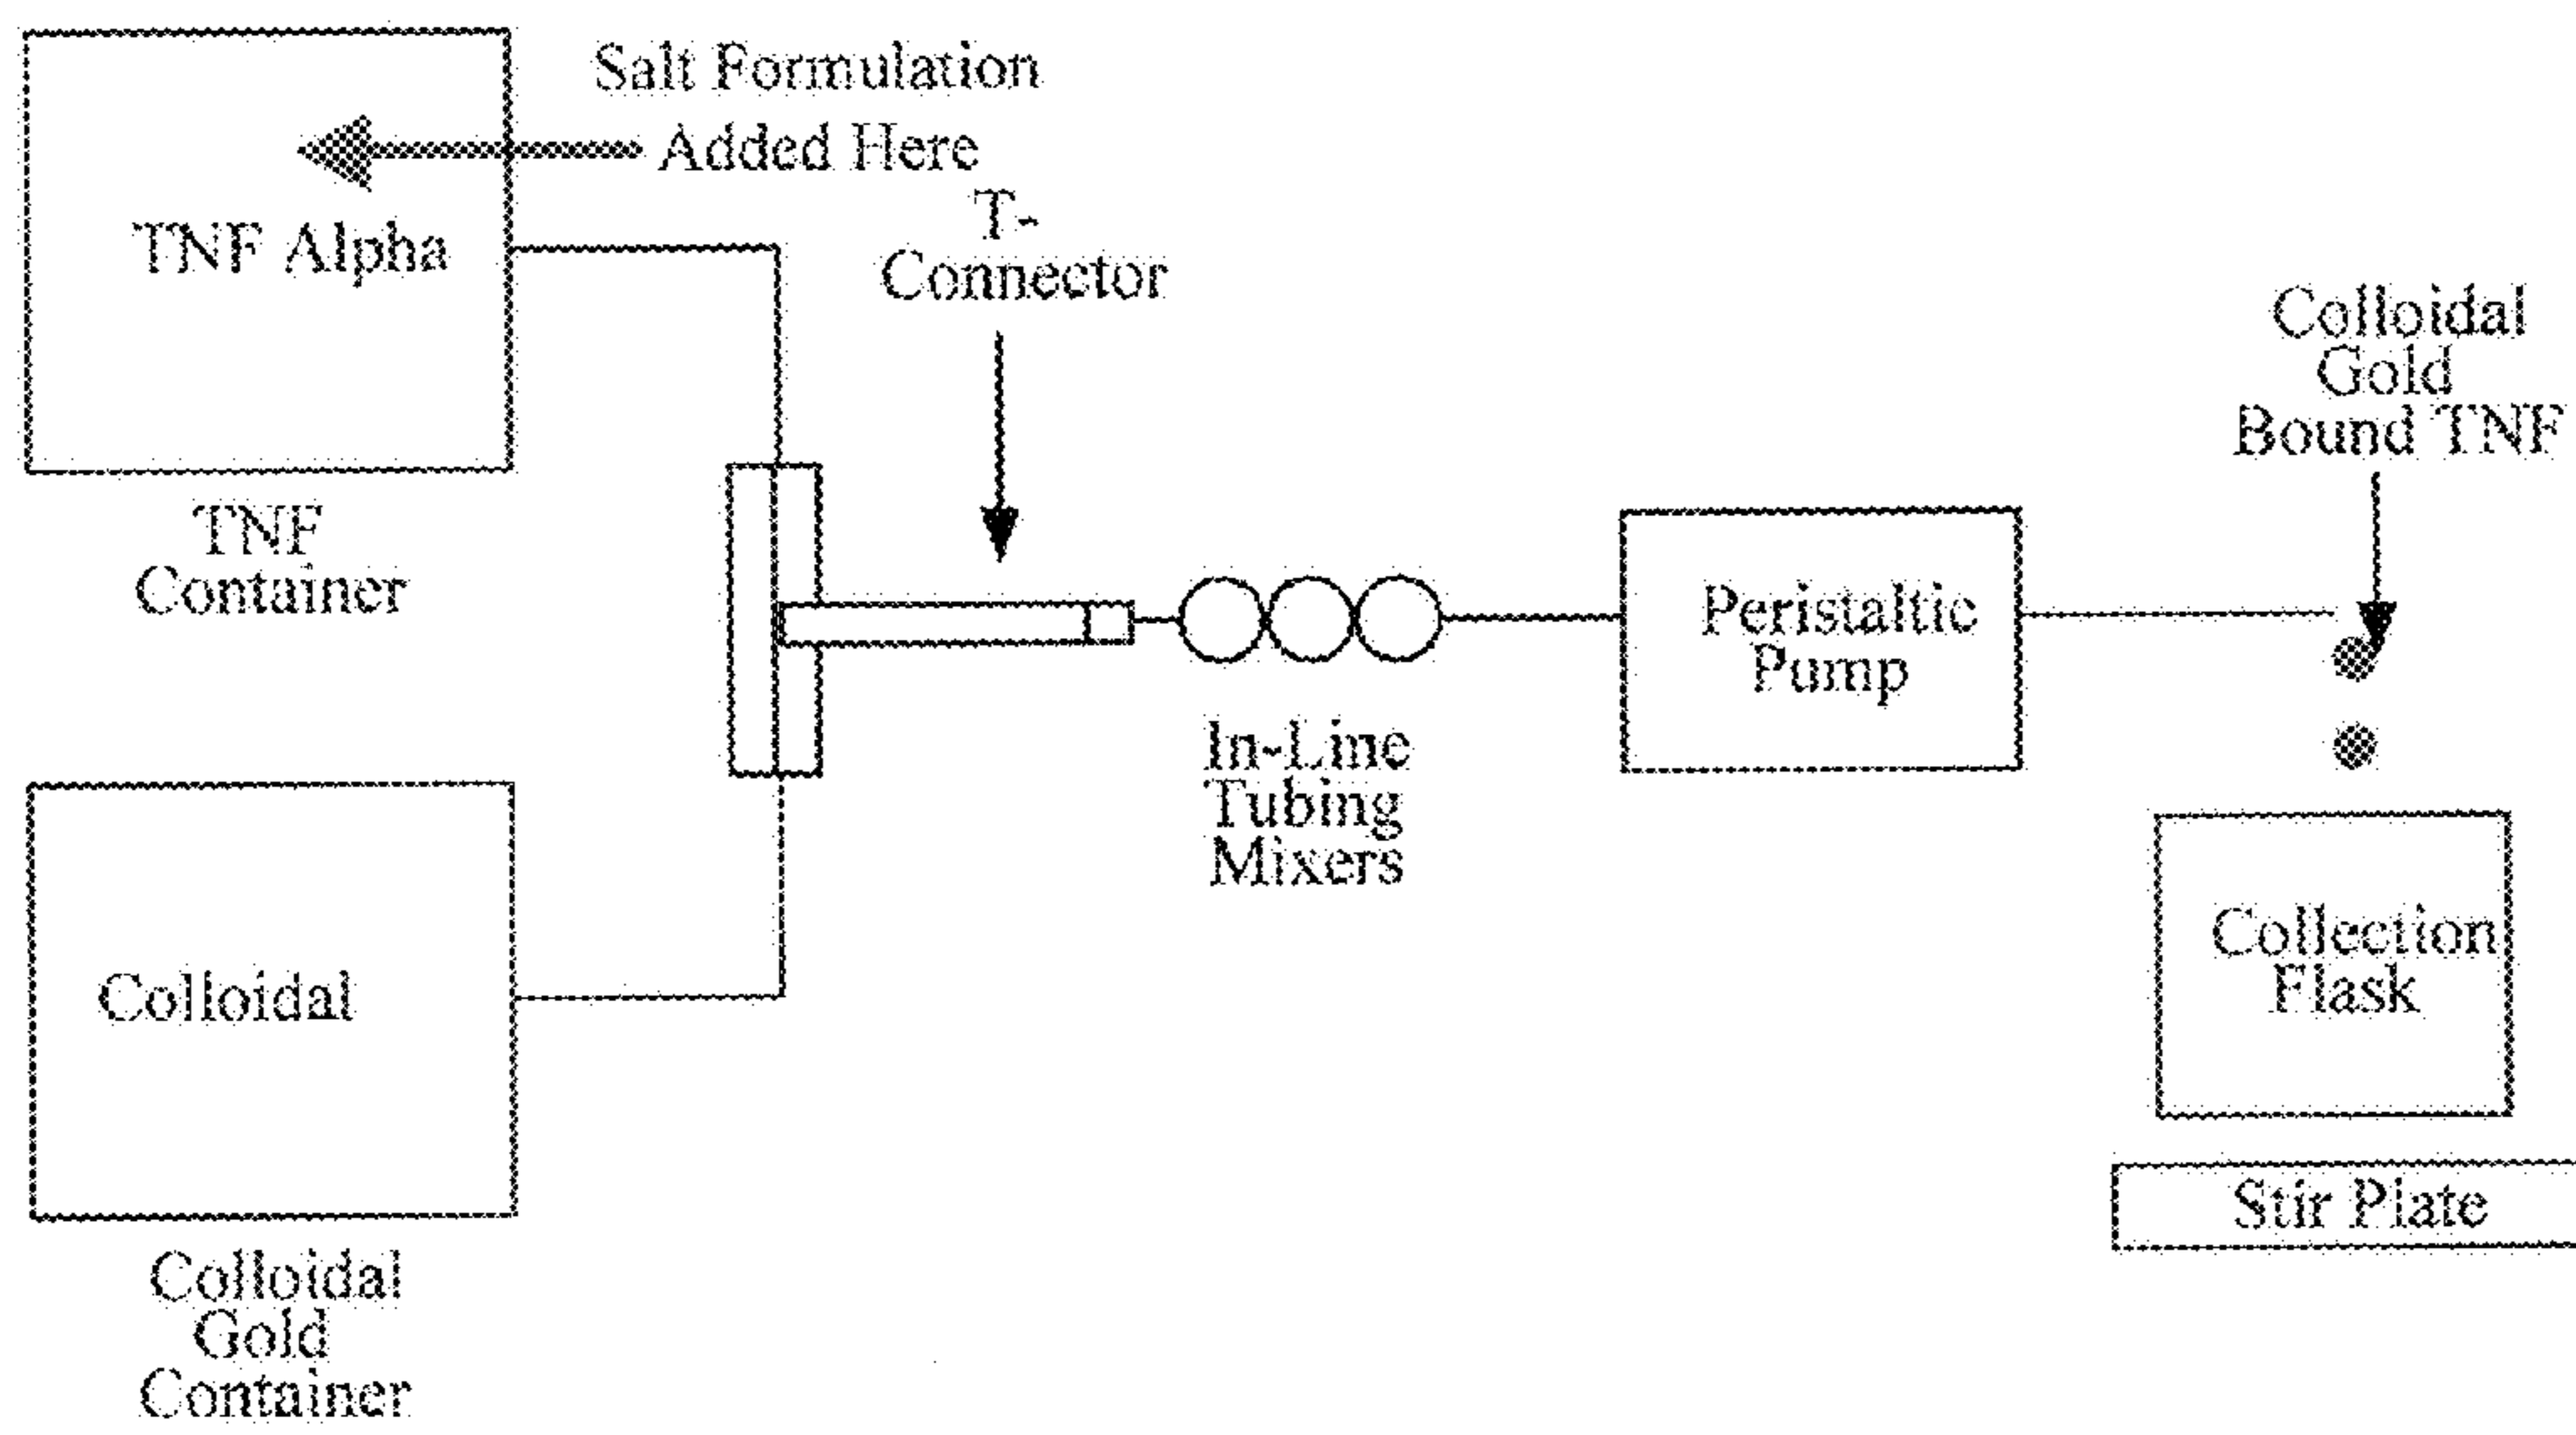 Salt Formulation
Added Here
TNF Alpha
TNF
Container
T-
Connector
Colloidal
Gold
Bound TNF
Peristaltic
Pump
In-Line
Tubing
Mixers
Collection
Flask
Stir Plate
Colloidal
Colloidal
Gold
Container